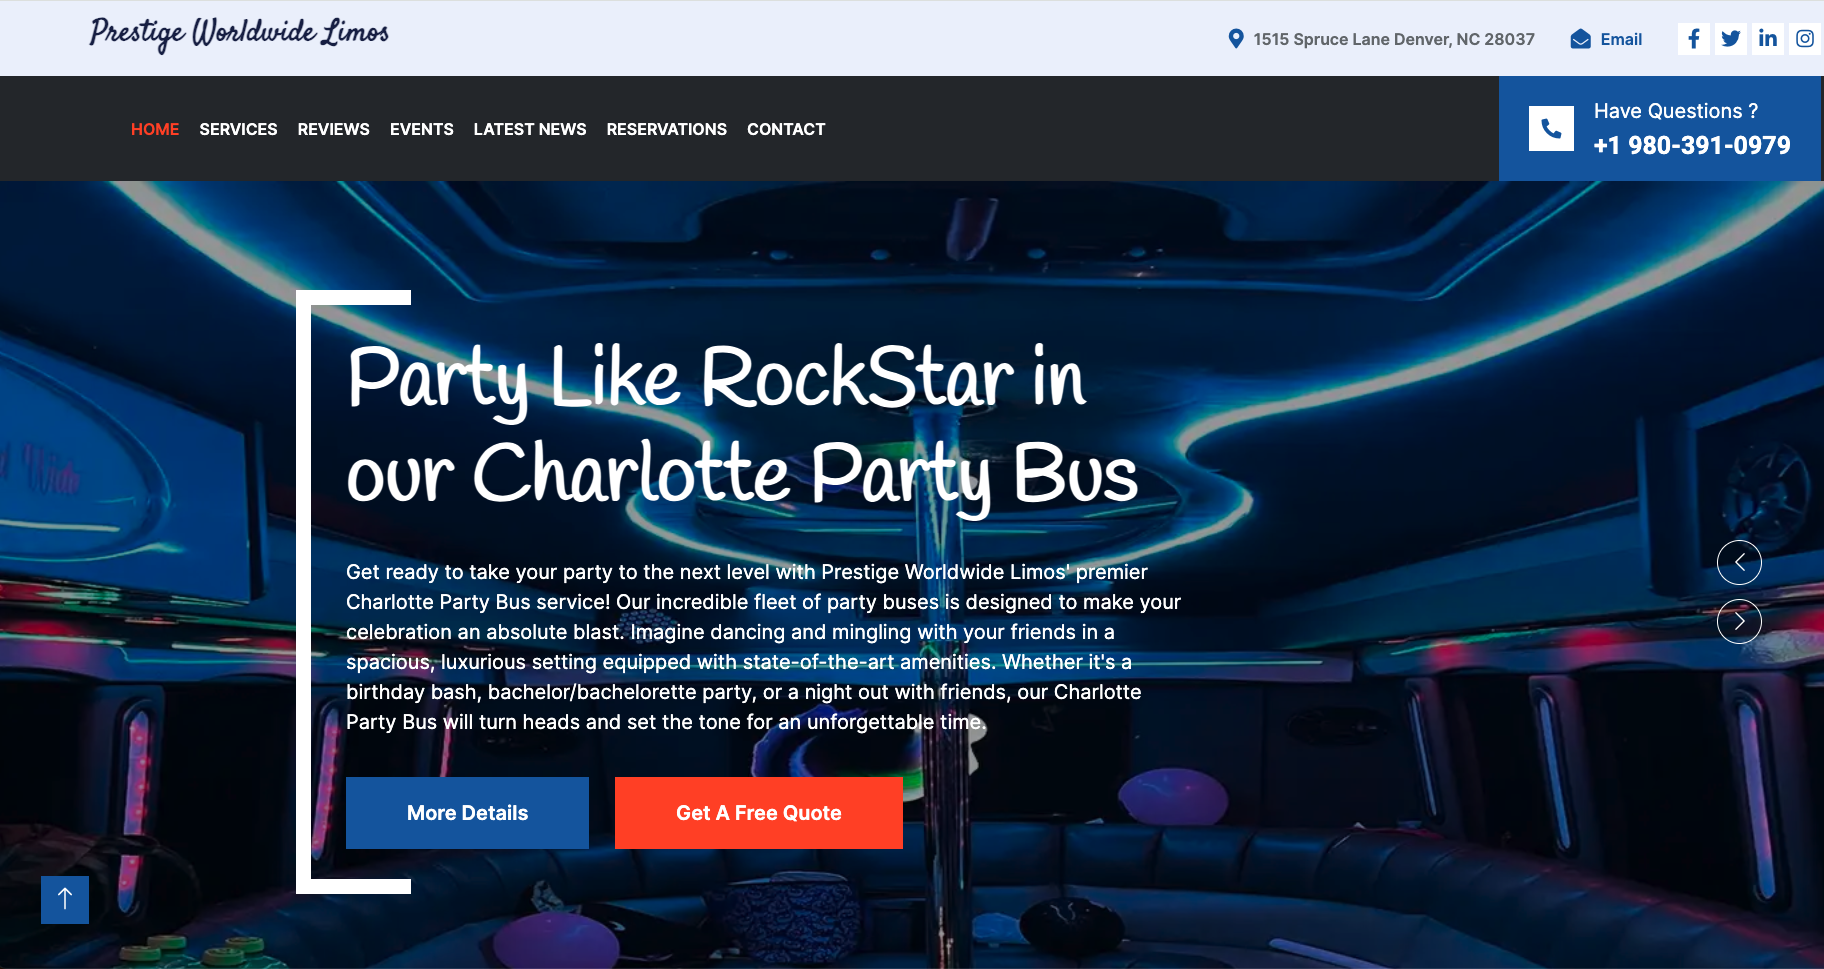 Prestige Worldwide Limos
1515 Spruce Lane Denver, NC 28037
Email
HOME SERVICES REVIEWS EVENTS LATEST NEWS RESERVATIONS CONTACT
Have Questions ?
+1 980-391-0979
Party Like RockStar in
our Charlotte Party Bus
Get ready to take your party to the next level with Prestige Worldwide Limos' premier
Charlotte Party Bus service! Our incredible fleet of party buses is designed to make your
celebration an absolute blast. Imagine dancing and mingling with your friends in a
spacious, luxurious setting equipped with state-of-the-art amenities. Whether it's a
birthday bash, bachelor/bachelorette party, or a night out with friends, our Charlotte
Party Bus will turn heads and set the tone for an unforgettable time.
More Details
Get A Free Quote